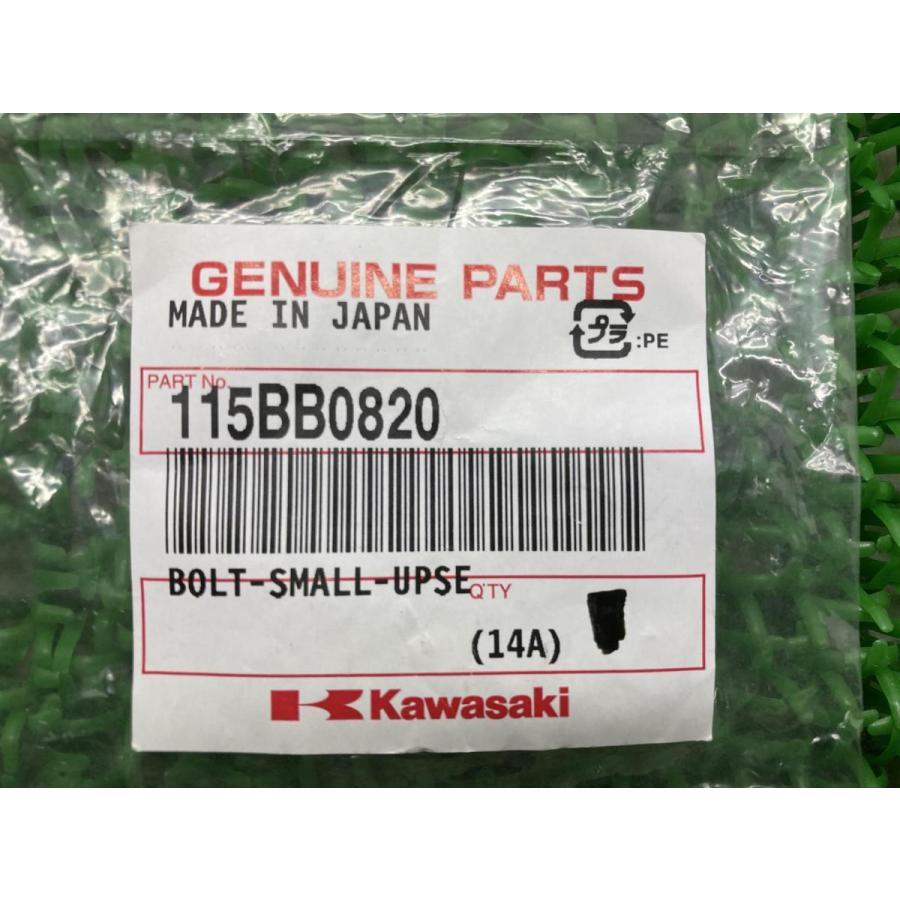 GENUINE PARTS
MADE IN JAPAN
プラ :PE
PART No.
115BB0820
BOLT-SMALL-UPSE
Q'TY
(14A)
Kawasaki